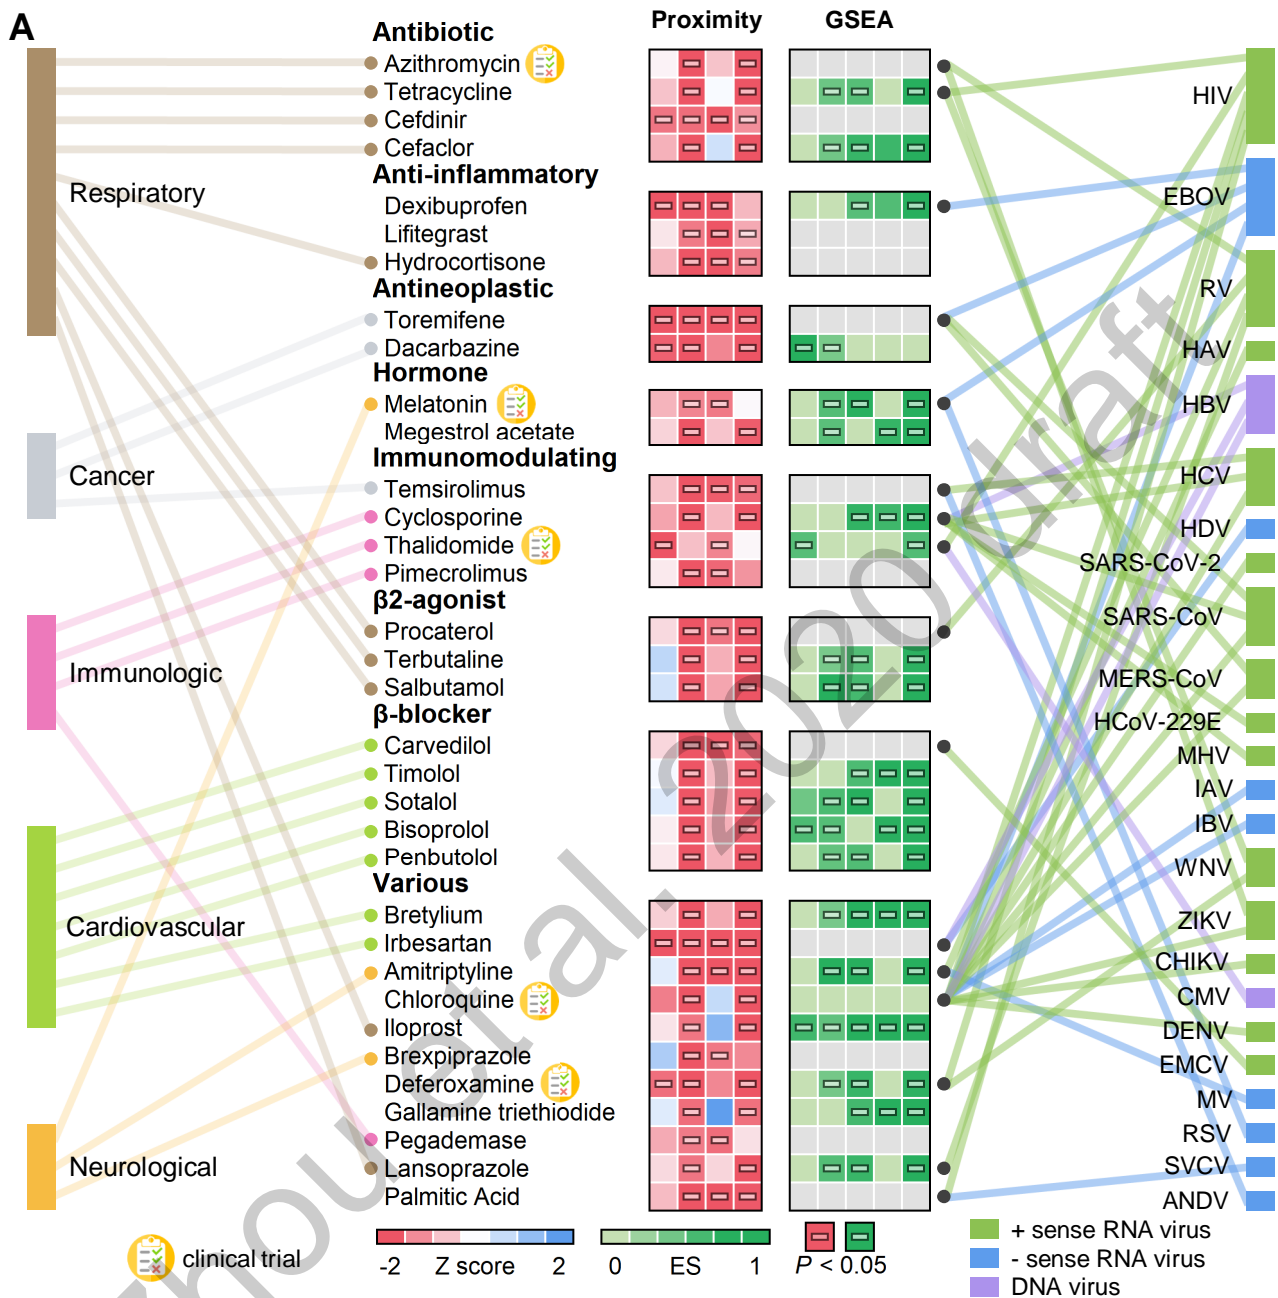 A
Proximity GSEA
Antibiotic
Azithromycin
Tetracycline
Cefdinir
Cefaclor
Anti-inflammatory
Dexibuprofen
Lifitegrast
Hydrocortisone
Antineoplastic
Toremifene
Dacarbazine
Hormone
Melatonin
Megestrol acetate
Immunomodulating
Temsirolimus
Cyclosporine
Thalidomide
Pimecrolimus
β2-agonist
Procaterol
Terbutaline
Salbutamol
β-blocker
Carvedilol
Timolol
Sotalol
Bisoprolol
Penbutolol
Various
Bretylium
Irbesartan
Amitriptyline
Chloroquine
Iloprost
Brexpiprazole
Deferoxamine
Gallamine triethiodide
Pegademase
Lansoprazole
Palmitic Acid
Respiratory
Cancer
Immunologic
Cardiovascular
Neurological
HIV
EBOV
RV
HAV
HBV
HCV
HDV
SARS-CoV-2
SARS-CoV
MERS-CoV
HCoV-229E
MHV
IAV
IBV
WNV
ZIKV
CHIKV
CMV
DENV
EMCV
MV
RSV
SVCV
ANDV
clinical trial
-2 Z score 2
0 ES 1
P < 0.05
+ sense RNA virus
- sense RNA virus
DNA virus
Zhou et al. 2020 draft